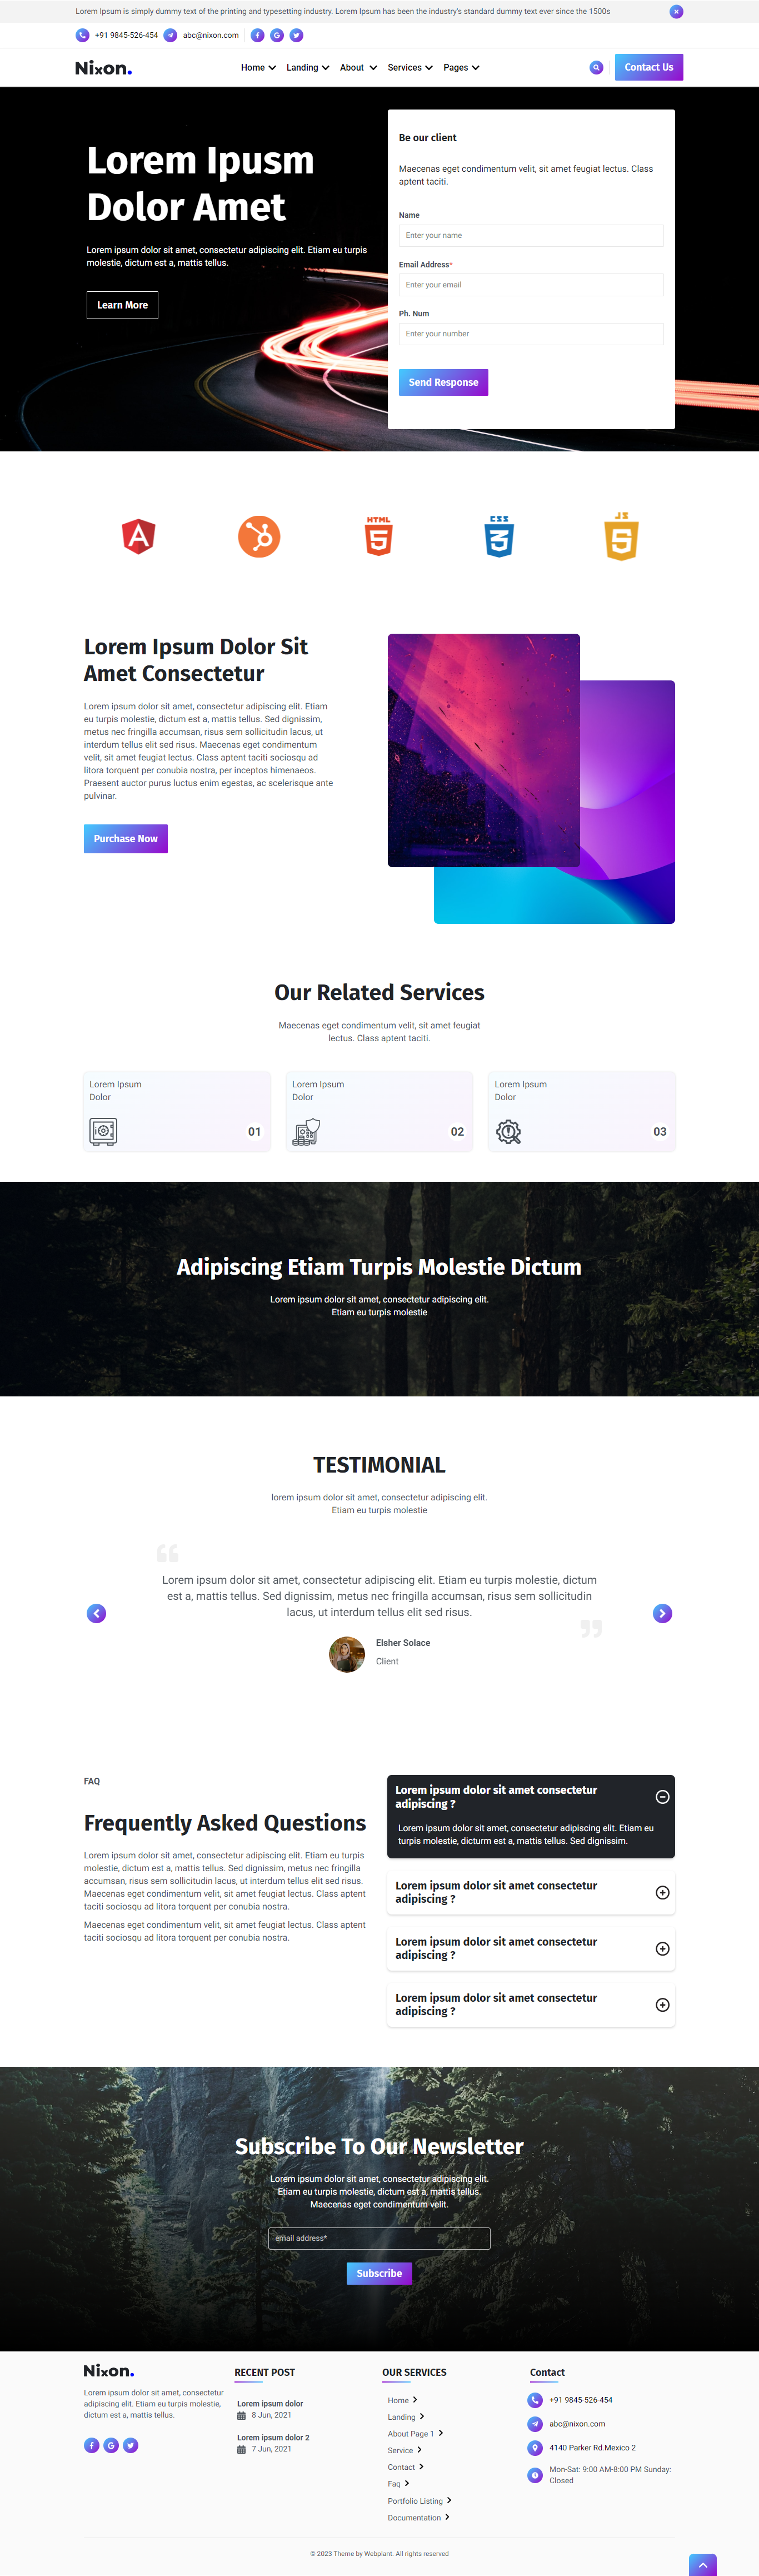 Lorem Ipsum is simply dummy text of the printing and typesetting industry. Lorem Ipsum has been the industry's standard dummy text ever since the 1500s
+91 9845-526-454 abc@nixon.com
Nixon. Home Landing About Services Pages Contact Us
Lorem Ipusm
Dolor Amet
Lorem ipsum dolor sit amet, consectetur adipiscing elit. Etiam eu turpis
molestie, dictum est a, mattis tellus.
Learn More
Be our client
Maecenas eget condimentum velit, sit amet feugiat lectus. Class
aptent taciti.
Name
Enter your name
Email Address*
Enter your email
Ph. Num
Enter your number
Send Response
HTML
5
CSS
3
JS
5
Lorem Ipsum Dolor Sit
Amet Consectetur
Lorem ipsum dolor sit amet, consectetur adipiscing elit. Etiam
eu turpis molestie, dictum est a, mattis tellus. Sed dignissim,
metus nec fringilla accumsan, risus sem sollicitudin lacus, ut
interdum tellus elit sed risus. Maecenas eget condimentum
velit, sit amet feugiat lectus. Class aptent taciti sociosqu ad
litora torquent per conubia nostra, per inceptos himenaeos.
Praesent auctor purus luctus enim egestas, ac scelerisque ante
pulvinar.
Purchase Now
Our Related Services
Maecenas eget condimentum velit, sit amet feugiat
lectus. Class aptent taciti.
Lorem Ipsum
Dolor
01
Lorem Ipsum
Dolor
02
Lorem Ipsum
Dolor
03
Adipiscing Etiam Turpis Molestie Dictum
Lorem ipsum dolor sit amet, consectetur adipiscing elit.
Etiam eu turpis molestie
TESTIMONIAL
lorem ipsum dolor sit amet, consectetur adipiscing elit.
Etiam eu turpis molestie
Lorem ipsum dolor sit amet, consectetur adipiscing elit. Etiam eu turpis molestie, dictum
est a, mattis tellus. Sed dignissim, metus nec fringilla accumsan, risus sem sollicitudin
lacus, ut interdum tellus elit sed risus.
Elsher Solace
Client
FAQ
Frequently Asked Questions
Lorem ipsum dolor sit amet, consectetur adipiscing elit. Etiam eu turpis
molestie, dictum est a, mattis tellus. Sed dignissim, metus nec fringilla
accumsan, risus sem sollicitudin lacus, ut interdum tellus elit sed risus.
Maecenas eget condimentum velit, sit amet feugiat lectus. Class aptent
taciti sociosqu ad litora torquent per conubia nostra.
Maecenas eget condimentum velit, sit amet feugiat lectus. Class aptent
taciti sociosqu ad litora torquent per conubia nostra.
Lorem ipsum dolor sit amet consectetur
adipiscing ?
Lorem ipsum dolor sit amet, consectetur adipiscing elit. Etiam eu
turpis molestie, dicturm est a, mattis tellus. Sed dignissim.
Lorem ipsum dolor sit amet consectetur
adipiscing ?
Lorem ipsum dolor sit amet consectetur
adipiscing ?
Lorem ipsum dolor sit amet consectetur
adipiscing ?
Subscribe To Our Newsletter
Lorem ipsum dolor sit amet, consectetur adipiscing elit.
Etiam eu turpis molestie, dictum est a, mattis tellus.
Maecenas eget condimentum velit.
email address*
Subscribe
Nixon.
Lorem ipsum dolor sit amet, consectetur
adipiscing elit. Etiam eu turpis molestie,
dictum est a, mattis tellus.
RECENT POST
Lorem ipsum dolor
8 Jun, 2021
Lorem ipsum dolor 2
7 Jun, 2021
OUR SERVICES
Home
Landing
About Page 1
Service
Contact
Faq
Portfolio Listing
Documentation
Contact
+91 9845-526-454
abc@nixon.com
4140 Parker Rd.Mexico 2
Mon-Sat: 9:00 AM-8:00 PM Sunday:
Closed
© 2023 Theme by Webplant. All rights reserved